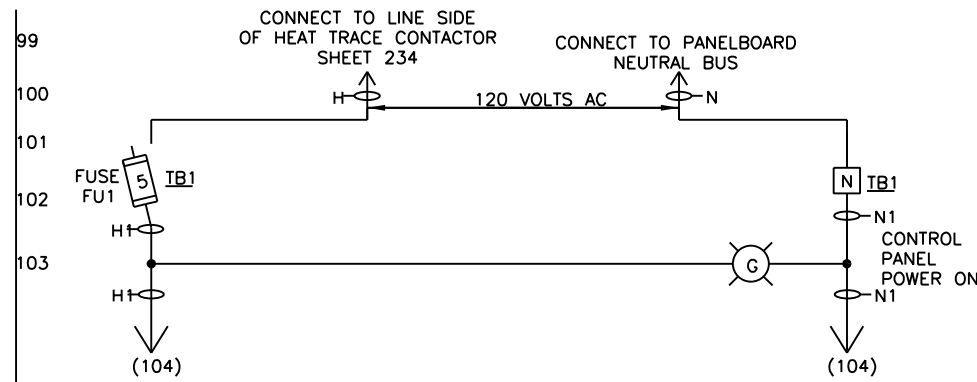 CONNECT TO LINE SIDE
OF HEAT TRACE CONTACTOR
SHEET 234
CONNECT TO PANELBOARD
NEUTRAL BUS
99
100
H
120 VOLTS AC
N
101
FUSE
FU1
5
TB1
N
TB1
102
H1
N1
103
G
CONTROL
PANEL
POWER ON
H1
N1
(104)
(104)